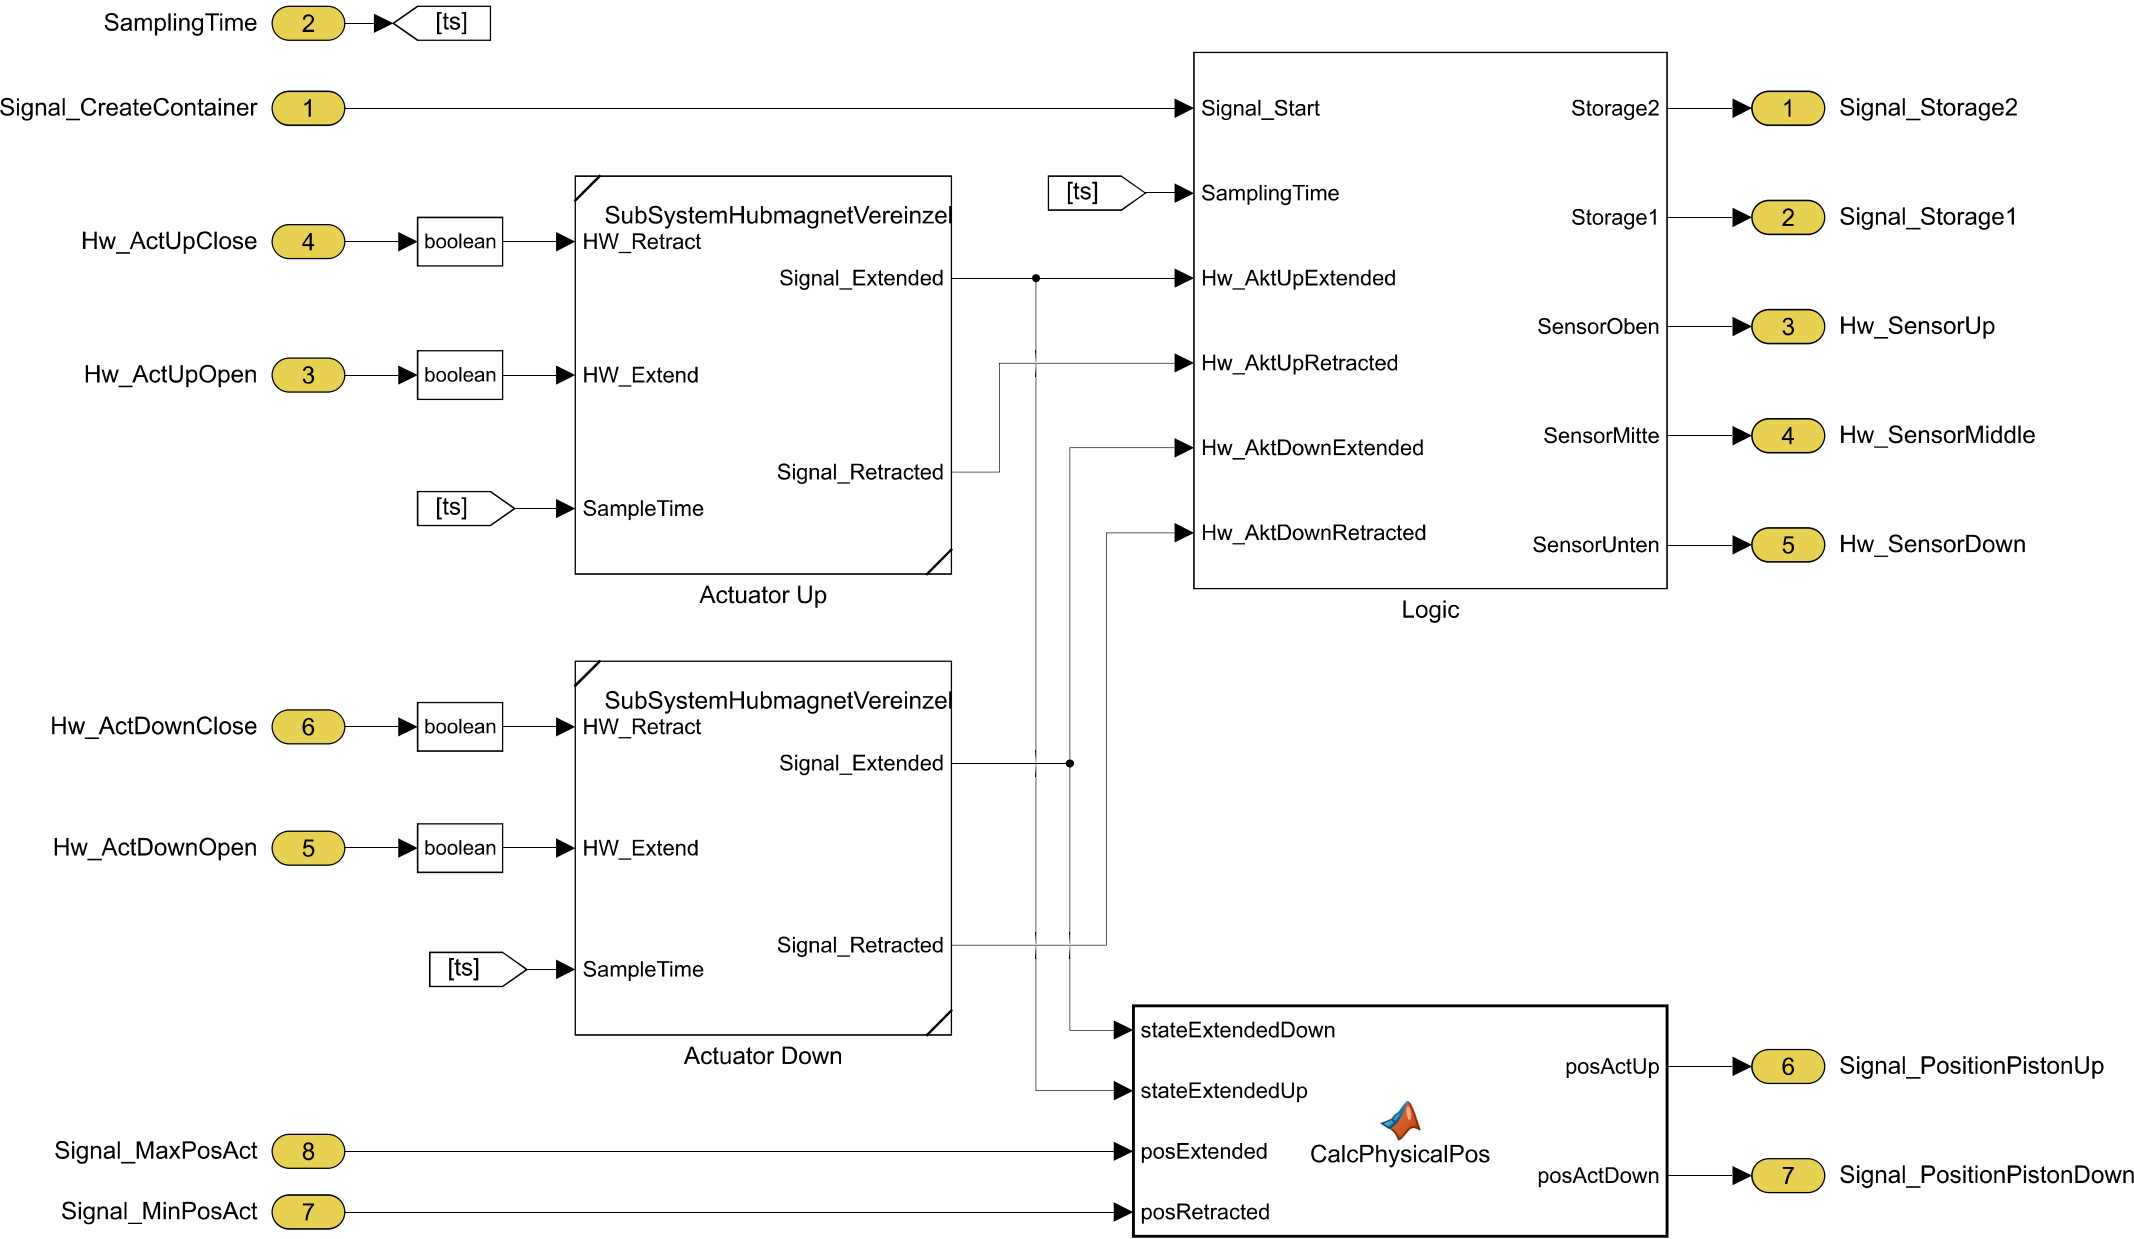 SamplingTime 2 [ts]
Signal_CreateContainer 1
Hw_ActUpClose 4 boolean
Hw_ActUpOpen 3 boolean
[ts]
SubSystemHubmagnetVereinzel
HW_Retract
Signal_Extended
HW_Extend
Signal_Retracted
SampleTime
Actuator Up
Hw_ActDownClose 6 boolean
Hw_ActDownOpen 5 boolean
[ts]
SubSystemHubmagnetVereinzel
HW_Retract
Signal_Extended
HW_Extend
Signal_Retracted
SampleTime
Actuator Down
Signal_MaxPosAct 8
Signal_MinPosAct 7
[ts]
Signal_Start
SamplingTime
Hw_AktUpExtended
Hw_AktUpRetracted
Hw_AktDownExtended
Hw_AktDownRetracted
Storage2
Storage1
SensorOben
SensorMitte
SensorUnten
Logic
1 Signal_Storage2
2 Signal_Storage1
3 Hw_SensorUp
4 Hw_SensorMiddle
5 Hw_SensorDown
stateExtendedDown
stateExtendedUp
posExtended
posRetracted
CalcPhysicalPos
posActUp
posActDown
6 Signal_PositionPistonUp
7 Signal_PositionPistonDown